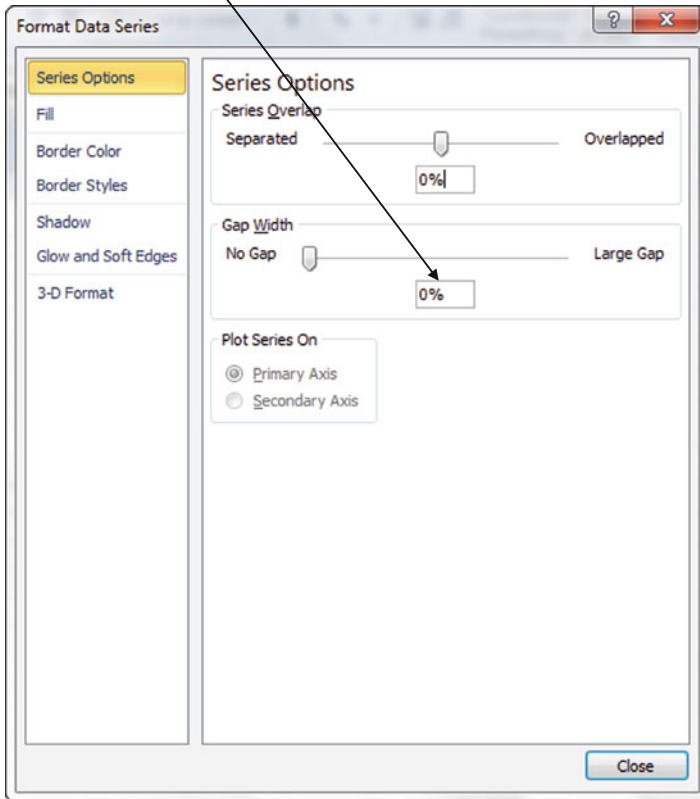 Format Data Series
Series Options
Fill
Border Color
Border Styles
Shadow
Glow and Soft Edges
3-D Format
Series Options
Series Overlap
Separated Overlapped
0%
Gap Width
No Gap Large Gap
0%
Plot Series On
Primary Axis
Secondary Axis
Close